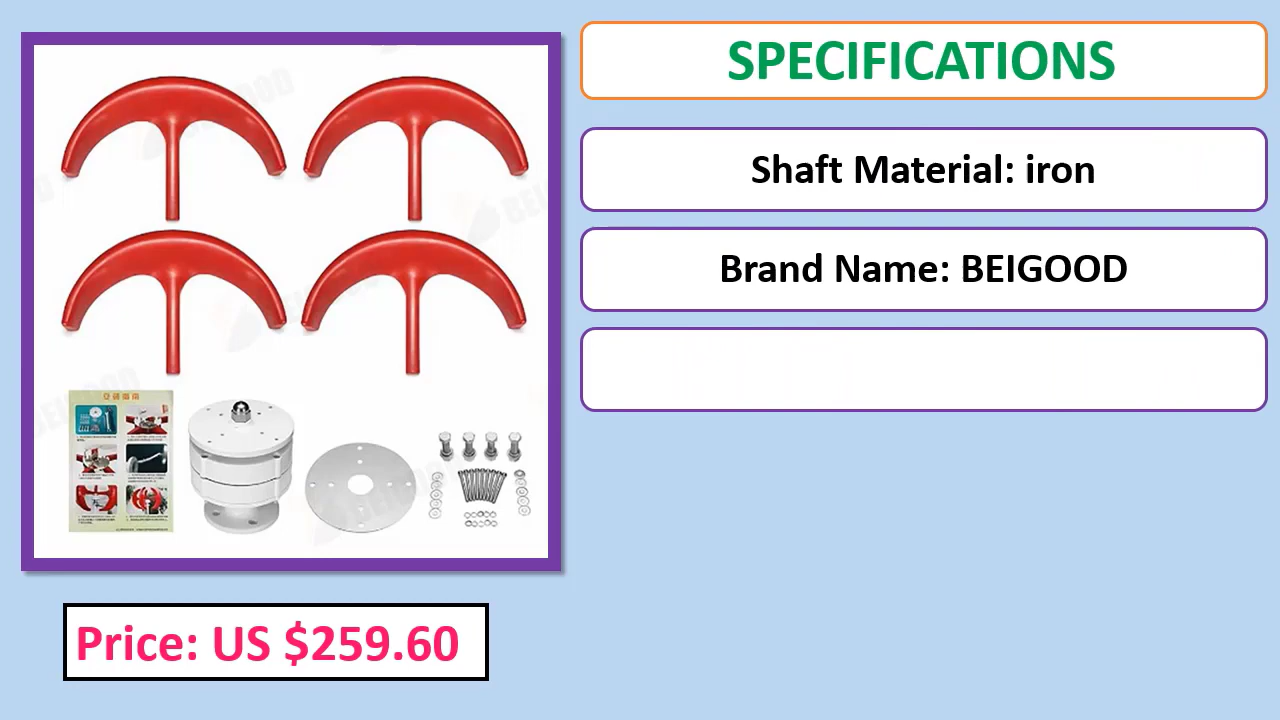 SPECIFICATIONS
Shaft Material: iron
Brand Name: BEIGOOD
Price: US $259.60